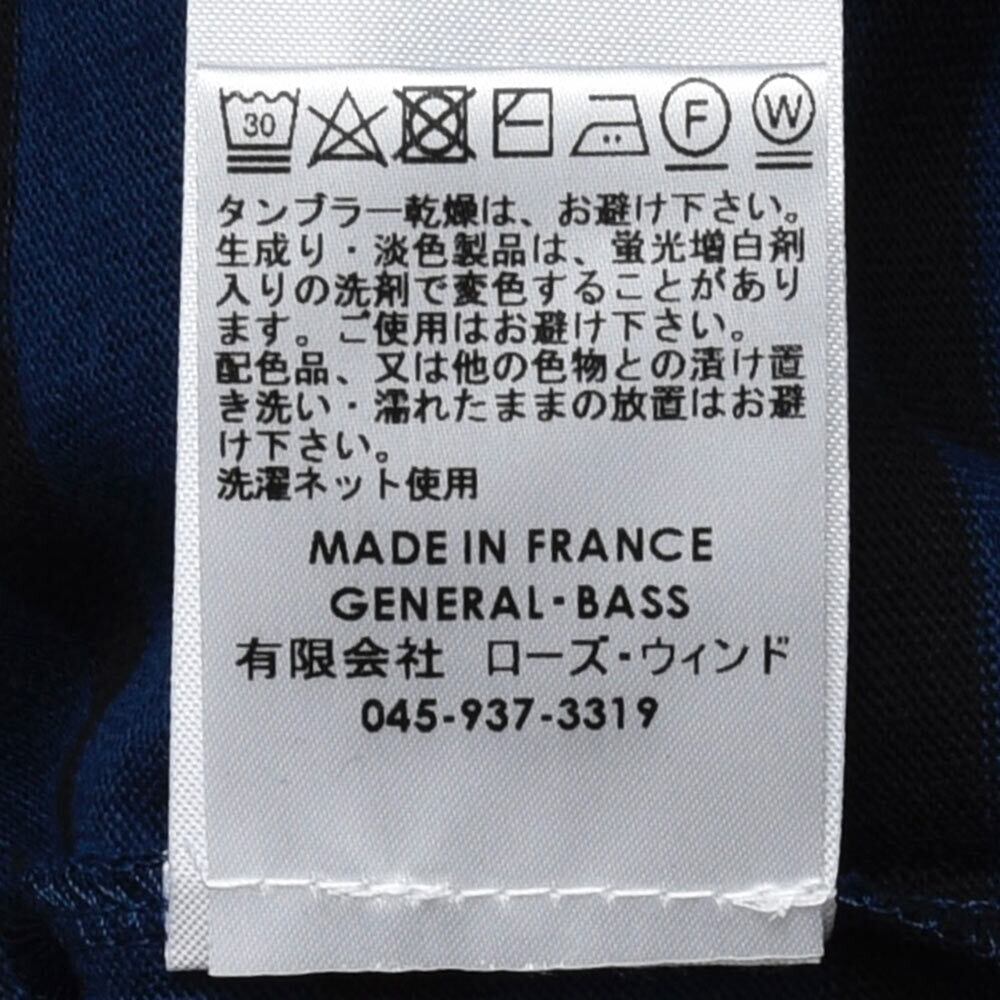 30 F W
タンブラー乾燥は、お避け下さい。
生成り・淡色製品は、蛍光増白剤
入りの洗剤で変色することがあり
ます。ご使用はお避け下さい。
配色品、又は他の色物との漬け置
き洗い・濡れたままの放置はお避
け下さい。
洗濯ネット使用
MADE IN FRANCE
GENERAL・BASS
有限会社 ローズ・ウィンド
045-937-3319